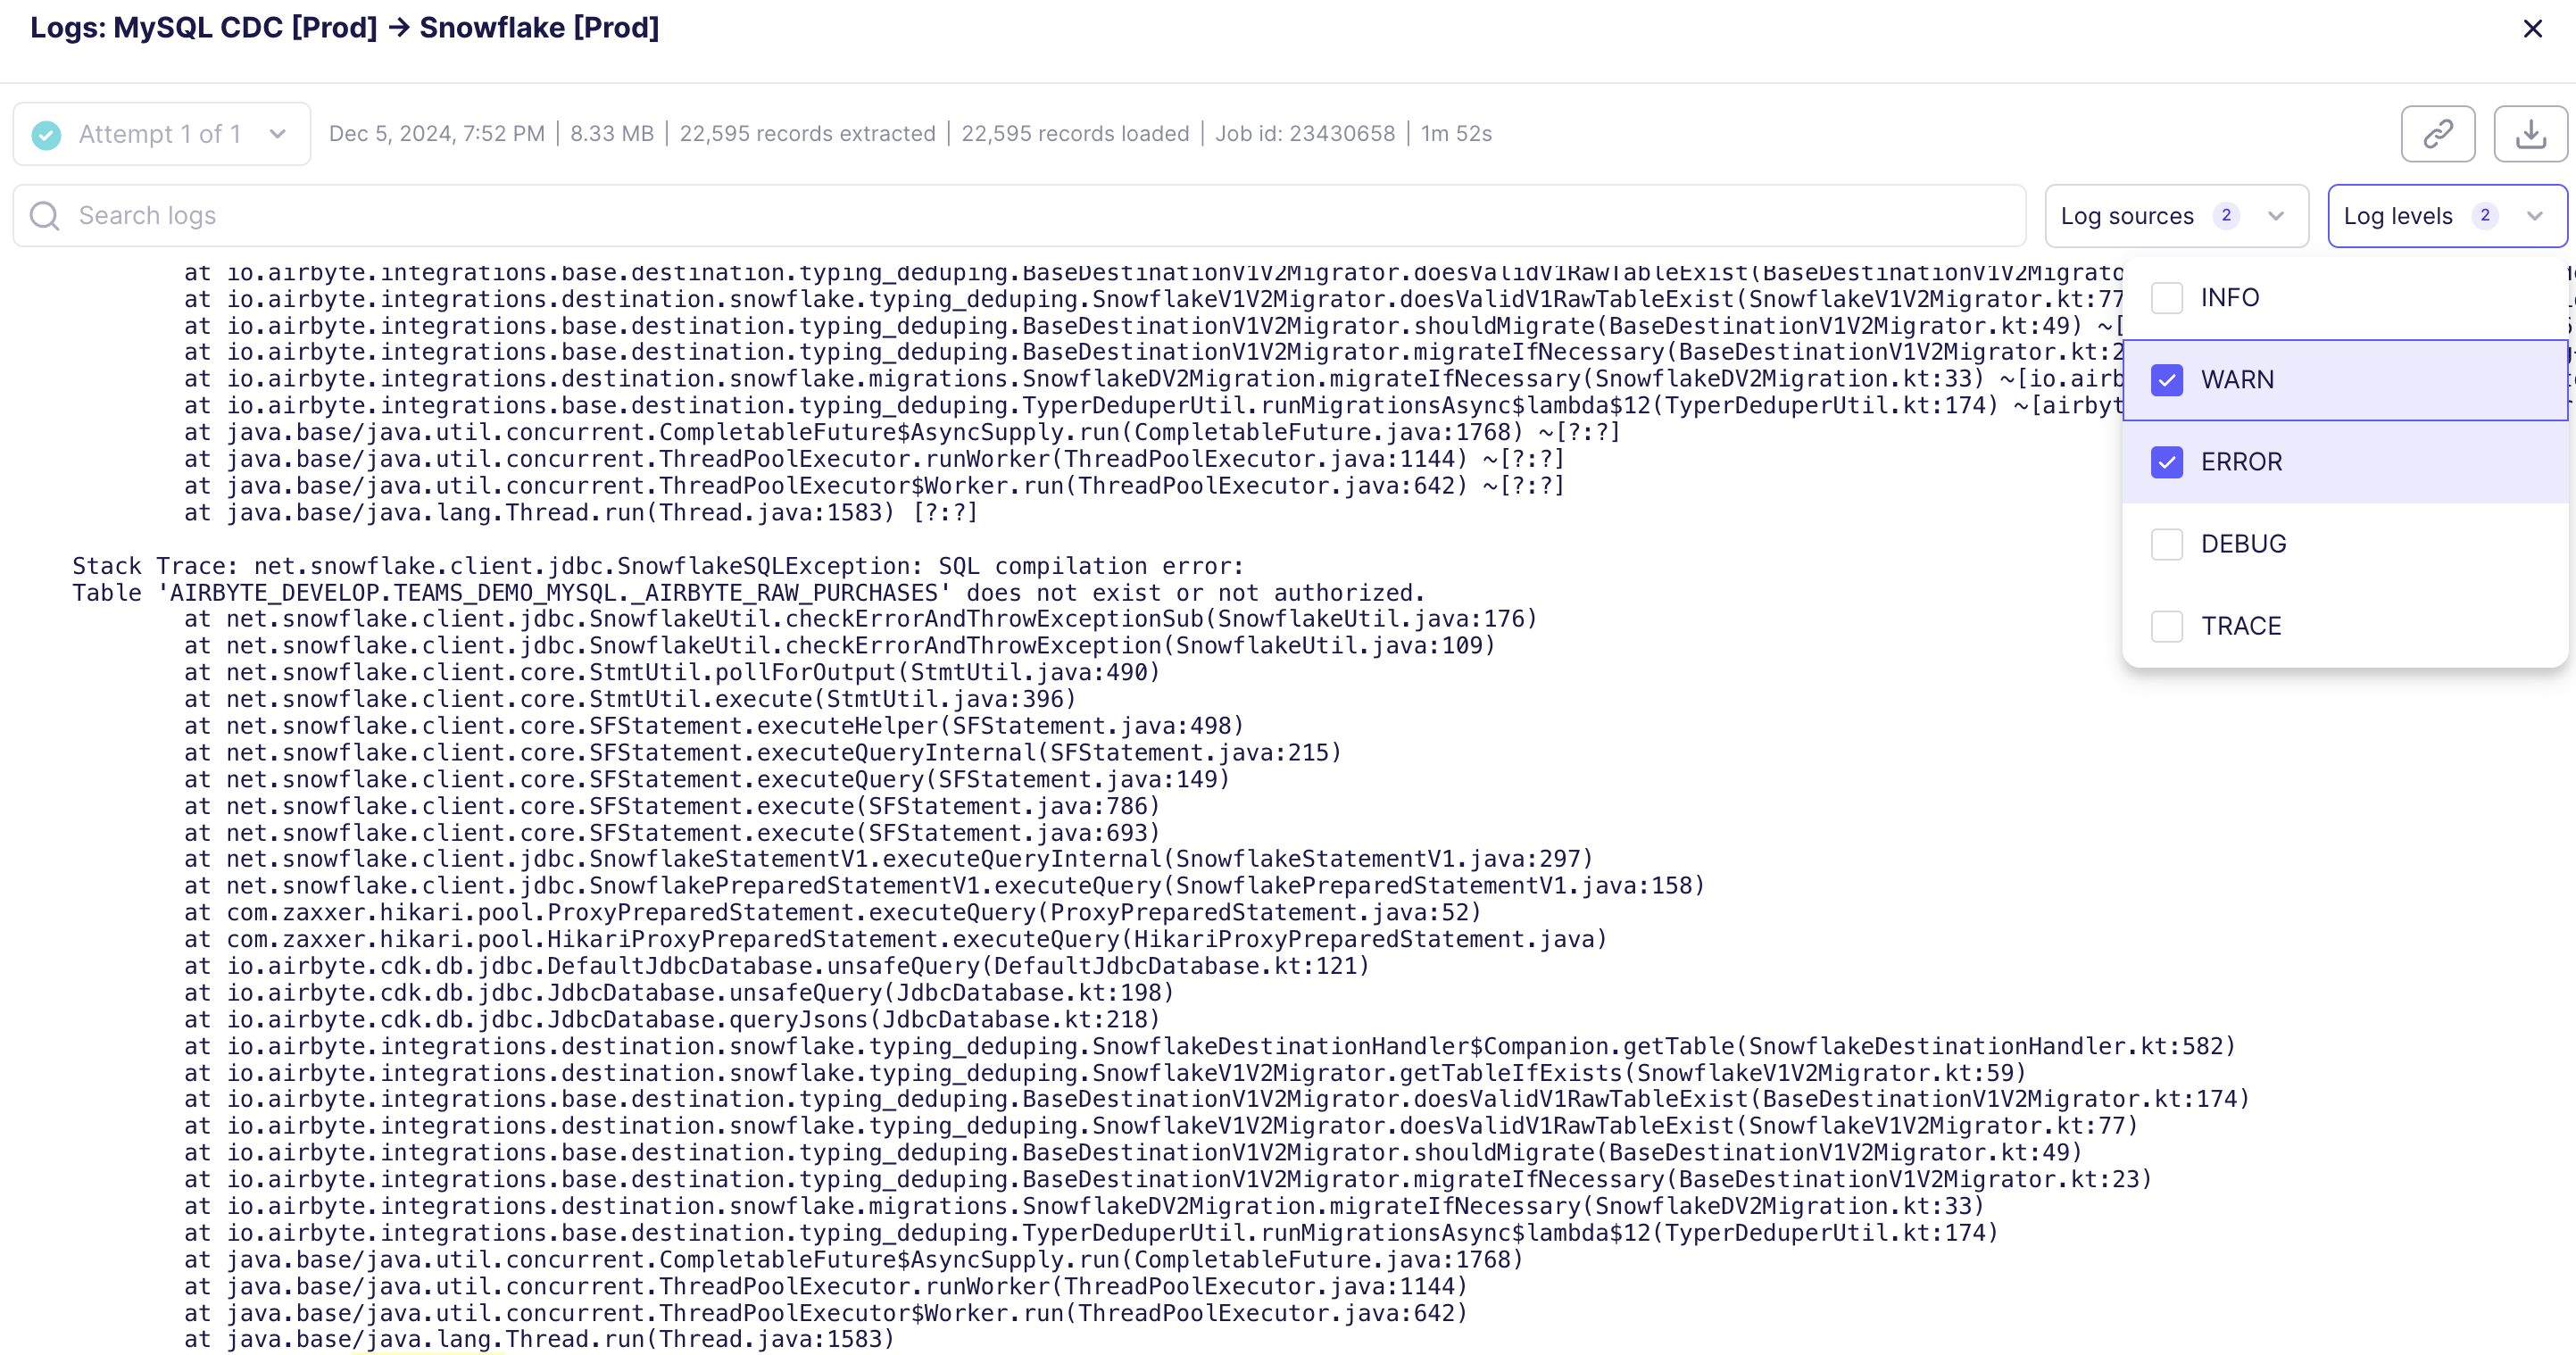 Logs: MySQL CDC [Prod] → Snowflake [Prod]
Attempt 1 of 1
Dec 5, 2024, 7:52 PM | 8.33 MB | 22,595 records extracted | 22,595 records loaded | Job id: 23430658 | 1m 52s
Search logs
Log sources 2
Log levels 2
INFO
WARN
ERROR
DEBUG
TRACE
at io.airbyte.integrations.base.destination.typing_deduping.BaseDestinationV1V2Migrator.doesValidV1RawTableExist(BaseDestinationV1V2Migrato
at io.airbyte.integrations.destination.snowflake.typing_deduping.SnowflakeV1V2Migrator.doesValidV1RawTableExist(SnowflakeV1V2Migrator.kt:77
at io.airbyte.integrations.base.destination.typing_deduping.BaseDestinationV1V2Migrator.shouldMigrate(BaseDestinationV1V2Migrator.kt:49) ~[
at io.airbyte.integrations.base.destination.typing_deduping.BaseDestinationV1V2Migrator.migrateIfNecessary(BaseDestinationV1V2Migrator.kt:2
at io.airbyte.integrations.destination.snowflake.migrations.SnowflakeDV2Migration.migrateIfNecessary(SnowflakeDV2Migration.kt:33) ~[io.airb
at io.airbyte.integrations.base.destination.typing_deduping.TyperDeduperUtil.runMigrationsAsync$lambda$12(TyperDeduperUtil.kt:174) ~[airbyt
at java.base/java.util.concurrent.CompletableFuture$AsyncSupply.run(CompletableFuture.java:1768) ~[?:?]
at java.base/java.util.concurrent.ThreadPoolExecutor.runWorker(ThreadPoolExecutor.java:1144) ~[?:?]
at java.base/java.util.concurrent.ThreadPoolExecutor$Worker.run(ThreadPoolExecutor.java:642) ~[?:?]
at java.base/java.lang.Thread.run(Thread.java:1583) [?:?]
Stack Trace: net.snowflake.client.jdbc.SnowflakeSQLException: SQL compilation error:
Table 'AIRBYTE_DEVELOP.TEAMS_DEMO_MYSQL._AIRBYTE_RAW_PURCHASES' does not exist or not authorized.
at net.snowflake.client.jdbc.SnowflakeUtil.checkErrorAndThrowExceptionSub(SnowflakeUtil.java:176)
at net.snowflake.client.jdbc.SnowflakeUtil.checkErrorAndThrowException(SnowflakeUtil.java:109)
at net.snowflake.client.core.StmtUtil.pollForOutput(StmtUtil.java:490)
at net.snowflake.client.core.StmtUtil.execute(StmtUtil.java:396)
at net.snowflake.client.core.SFStatement.executeHelper(SFStatement.java:498)
at net.snowflake.client.core.SFStatement.executeQueryInternal(SFStatement.java:215)
at net.snowflake.client.core.SFStatement.executeQuery(SFStatement.java:149)
at net.snowflake.client.core.SFStatement.execute(SFStatement.java:786)
at net.snowflake.client.core.SFStatement.execute(SFStatement.java:693)
at net.snowflake.client.jdbc.SnowflakeStatementV1.executeQueryInternal(SnowflakeStatementV1.java:297)
at net.snowflake.client.jdbc.SnowflakePreparedStatementV1.executeQuery(SnowflakePreparedStatementV1.java:158)
at com.zaxxer.hikari.pool.ProxyPreparedStatement.executeQuery(ProxyPreparedStatement.java:52)
at com.zaxxer.hikari.pool.HikariProxyPreparedStatement.executeQuery(HikariProxyPreparedStatement.java)
at io.airbyte.cdk.db.jdbc.DefaultJdbcDatabase.unsafeQuery(DefaultJdbcDatabase.kt:121)
at io.airbyte.cdk.db.jdbc.JdbcDatabase.unsafeQuery(JdbcDatabase.kt:198)
at io.airbyte.cdk.db.jdbc.JdbcDatabase.queryJsons(JdbcDatabase.kt:218)
at io.airbyte.integrations.destination.snowflake.typing_deduping.SnowflakeDestinationHandler$Companion.getTable(SnowflakeDestinationHandler.kt:582)
at io.airbyte.integrations.destination.snowflake.typing_deduping.SnowflakeV1V2Migrator.getTableIfExists(SnowflakeV1V2Migrator.kt:59)
at io.airbyte.integrations.base.destination.typing_deduping.BaseDestinationV1V2Migrator.doesValidV1RawTableExist(BaseDestinationV1V2Migrator.kt:174)
at io.airbyte.integrations.destination.snowflake.typing_deduping.SnowflakeV1V2Migrator.doesValidV1RawTableExist(SnowflakeV1V2Migrator.kt:77)
at io.airbyte.integrations.base.destination.typing_deduping.BaseDestinationV1V2Migrator.shouldMigrate(BaseDestinationV1V2Migrator.kt:49)
at io.airbyte.integrations.base.destination.typing_deduping.BaseDestinationV1V2Migrator.migrateIfNecessary(BaseDestinationV1V2Migrator.kt:23)
at io.airbyte.integrations.destination.snowflake.migrations.SnowflakeDV2Migration.migrateIfNecessary(SnowflakeDV2Migration.kt:33)
at io.airbyte.integrations.base.destination.typing_deduping.TyperDeduperUtil.runMigrationsAsync$lambda$12(TyperDeduperUtil.kt:174)
at java.base/java.util.concurrent.CompletableFuture$AsyncSupply.run(CompletableFuture.java:1768)
at java.base/java.util.concurrent.ThreadPoolExecutor.runWorker(ThreadPoolExecutor.java:1144)
at java.base/java.util.concurrent.ThreadPoolExecutor$Worker.run(ThreadPoolExecutor.java:642)
at java.base/java.lang.Thread.run(Thread.java:1583)